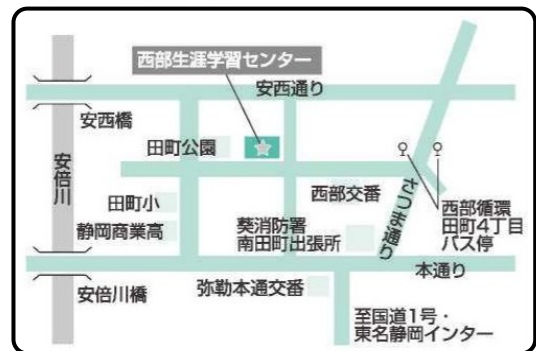 西部生涯学習センター
安西通り
安西橋
田町公園
安倍川
西部交番
さつま通り
田町小
静岡商業高
葵消防署
南田町出張所
西部循環
田町4丁目
バス停
本通り
安倍川橋
弥勒本通交番
至国道1号・
東名静岡インター